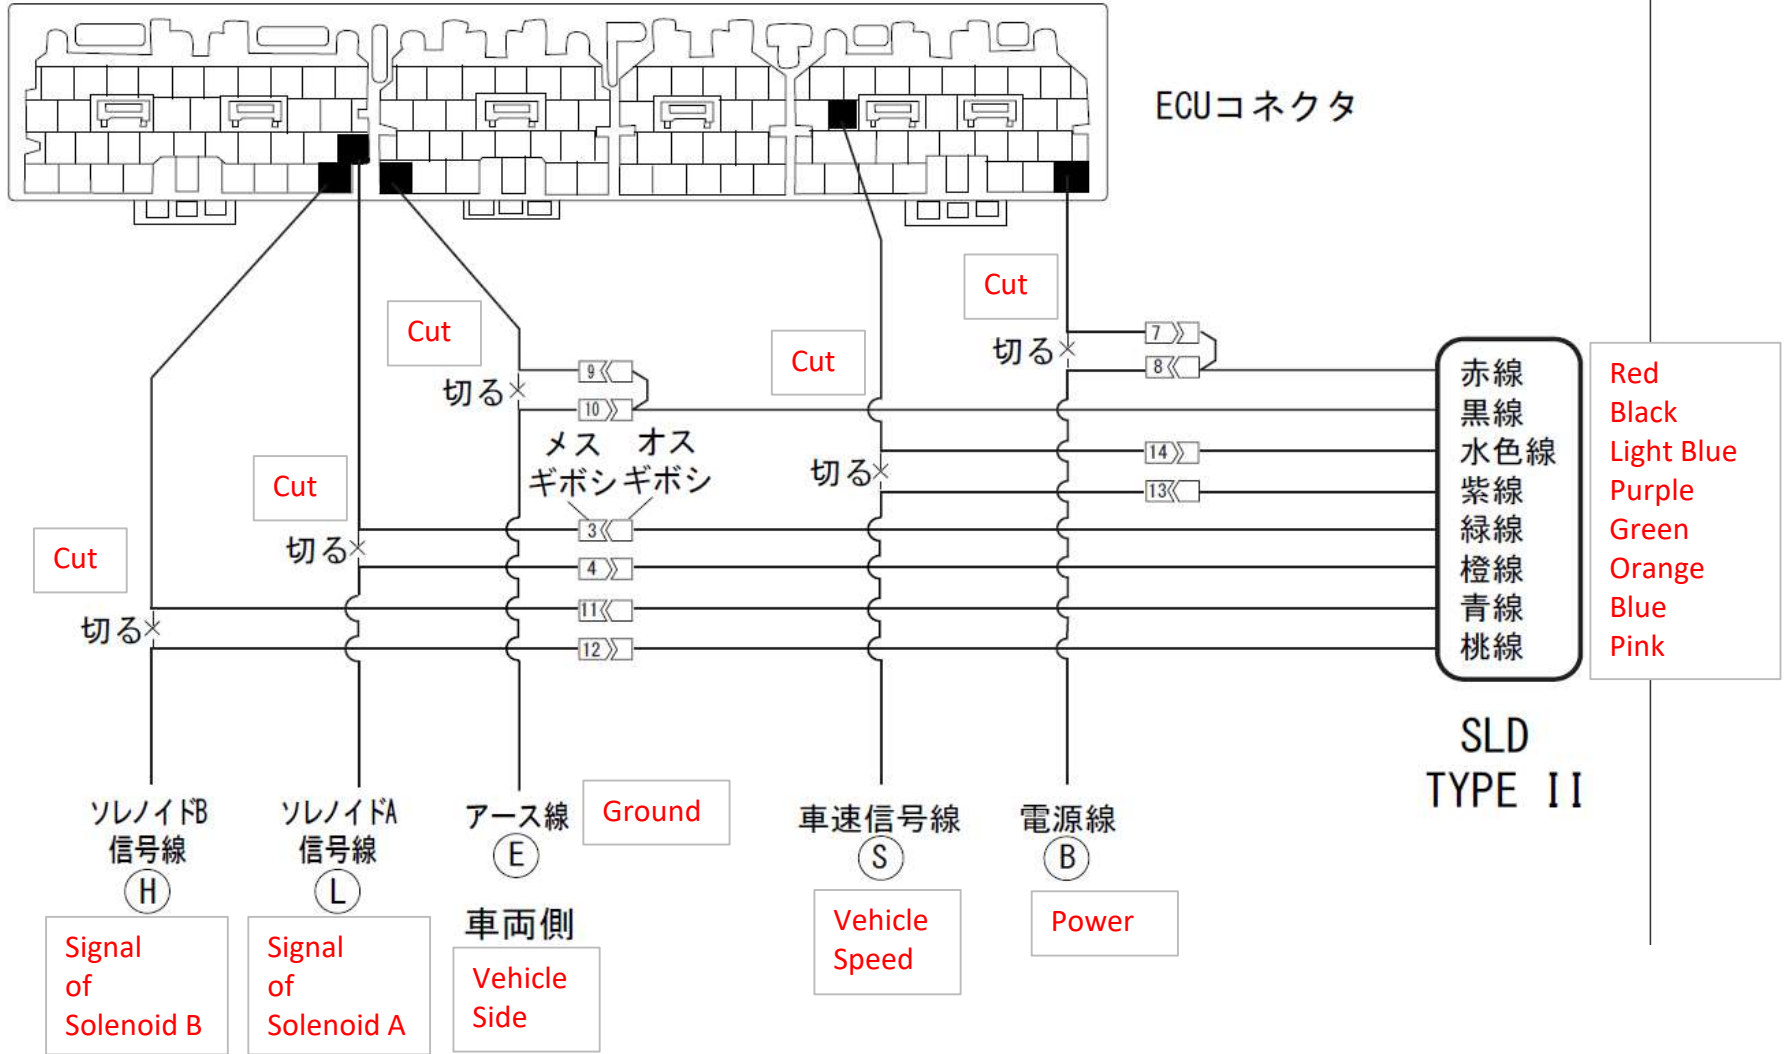 ECUコネクタ
Cut
Cut
Cut
切る
切る
切る
Cut
Cut
切る
切る
7
8
9
10
メス
ギボシ
オス
ギボシ
14
13
3
4
11
12
赤線
黒線
水色線
紫線
緑線
橙線
青線
桃線
Red
Black
Light Blue
Purple
Green
Orange
Blue
Pink
SLD
TYPE II
ソレノイドB
信号線
H
ソレノイドA
信号線
L
アース線
E
Ground
車速信号線
S
電源線
B
車両側
Signal
of
Solenoid B
Signal
of
Solenoid A
Vehicle
Side
Vehicle
Speed
Power